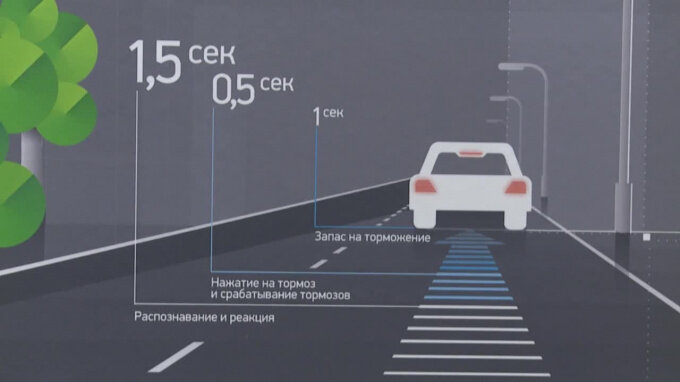 1,5 сек
0,5 сек
1 сек
Запас на торможение
Нажатие на тормоз
и срабатывание тормозов
Распознавание и реакция